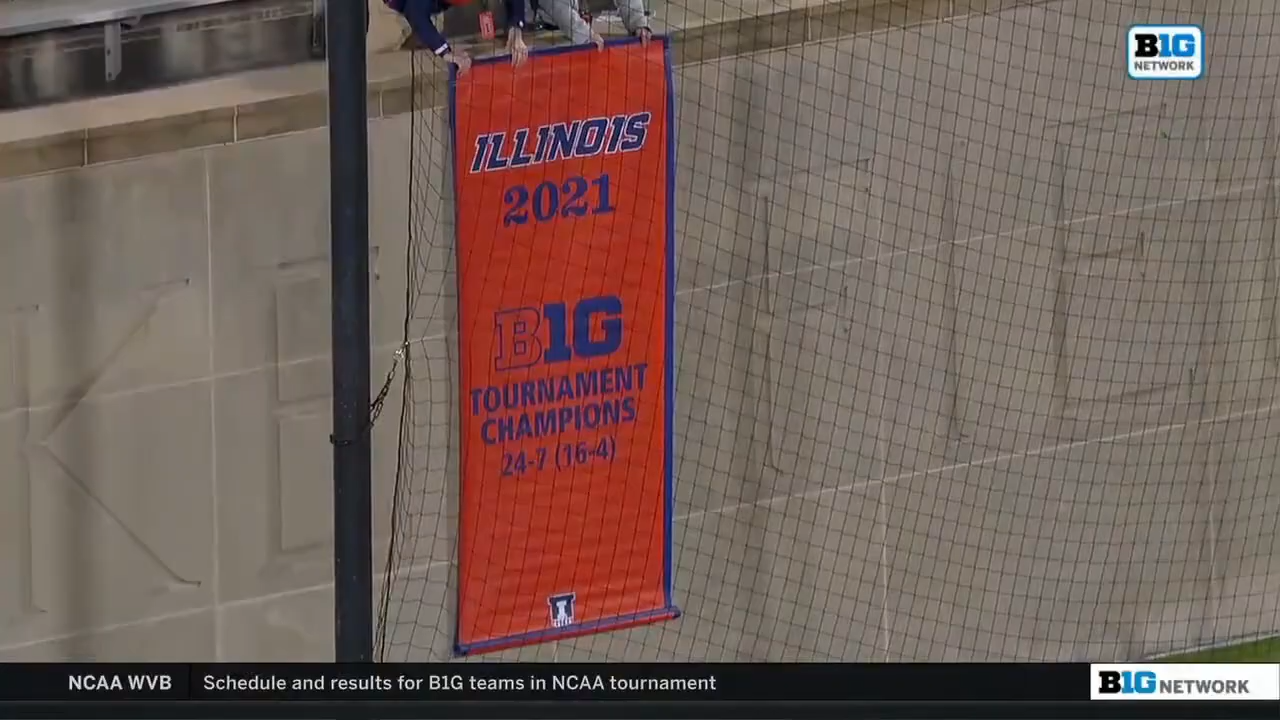 B1G
NETWORK
ILLINOIS
2021
B1G
TOURNAMENT
CHAMPIONS
24-7 (16-4)
NCAA WVB
Schedule and results for B1G teams in NCAA tournament
B1G NETWORK